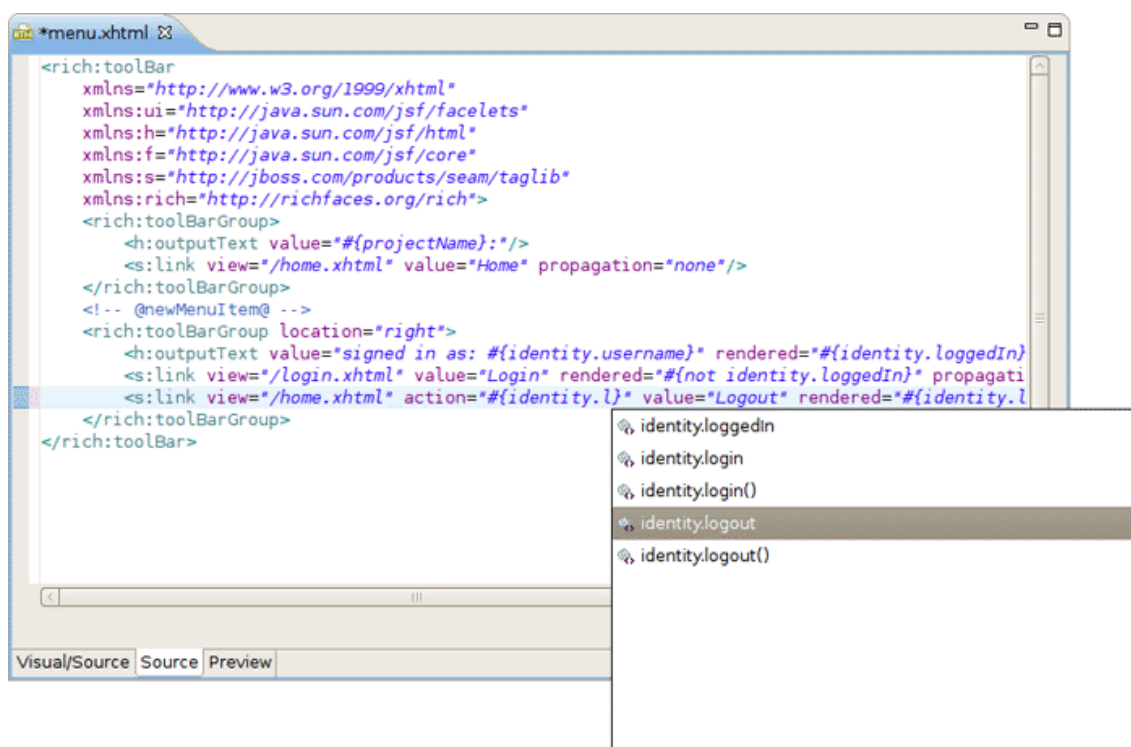 *menu.xhtml
<rich:toolBar
xmlns="http://www.w3.org/1999/xhtml"
xmlns:ui="http://java.sun.com/jsf/facelets"
xmlns:h="http://java.sun.com/jsf/html"
xmlns:f="http://java.sun.com/jsf/core"
xmlns:s="http://jboss.com/products/seam/taglib"
xmlns:rich="http://richfaces.org/rich">
<rich:toolBarGroup>
<h:outputText value="#{projectName}:"/>
<s:link view="/home.xhtml" value="Home" propagation="none"/>
</rich:toolBarGroup>
<!-- @newMenuItem@ -->
<rich:toolBarGroup location="right">
<h:outputText value="signed in as: #{identity.username}" rendered="#{identity.loggedIn}
<s:link view="/login.xhtml" value="Login" rendered="#{not identity.loggedIn}" propagati
<s:link view="/home.xhtml" action="#{identity.l}" value="Logout" rendered="#{identity.l
</rich:toolBarGroup>
</rich:toolBar>
identity.loggedIn
identity.login
identity.login()
identity.logout
identity.logout()
Visual/Source Source Preview